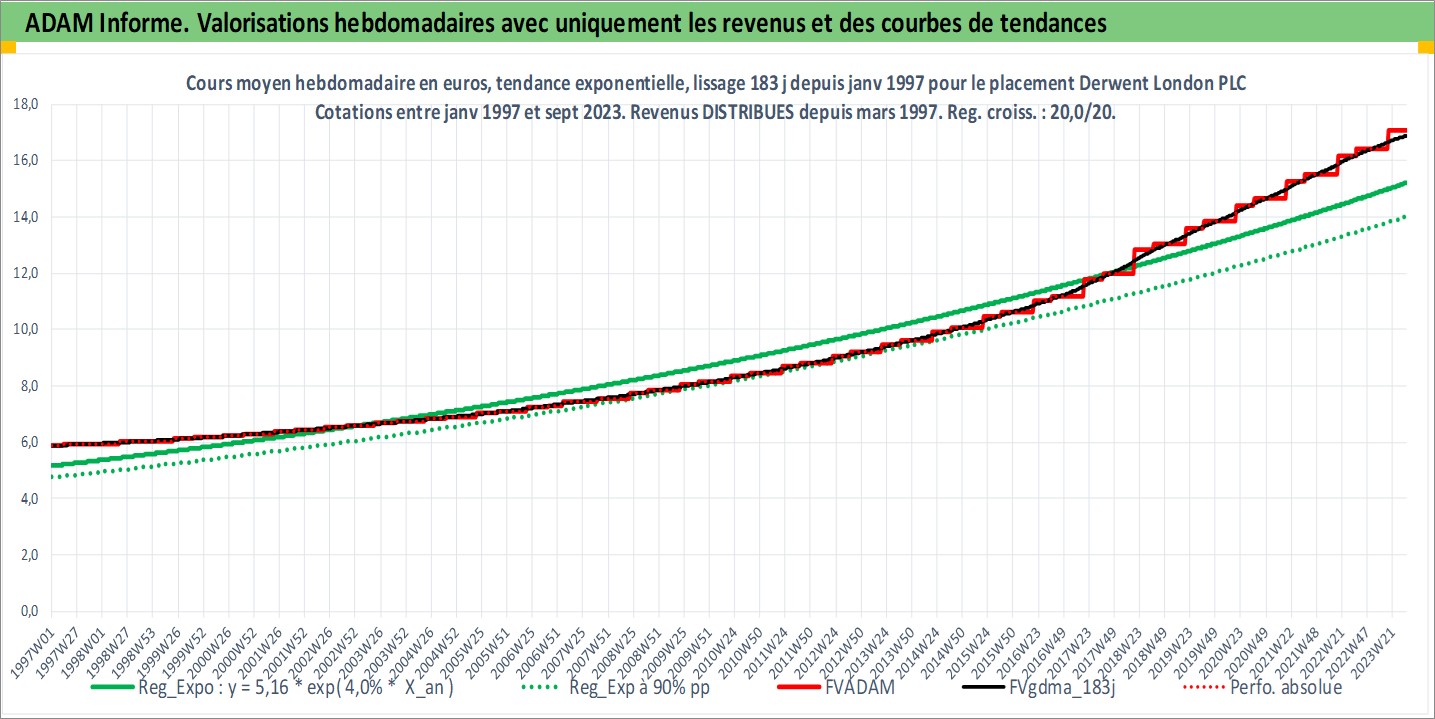 ADAM Informe. Valorisations hebdomadaires avec uniquement les revenus et des courbes de tendances
Cours moyen hebdomadaire en euros, tendance exponentielle, lissage 183 j depuis janv 1997 pour le placement Derwent London PLC
Cotations entre janv 1997 et sept 2023. Revenus DISTRIBUES depuis mars 1997. Reg. croiss. : 20,0/20.
18,0
16,0
14,0
12,0
10,0
8,0
6,0
4,0
2,0
0,0
1997W01 1997W27 1998W01 1998W27 1998W53 1999W26 1999W52 2000W26 2000W52 2001W26 2001W52 2002W26 2002W52 2003W26 2003W52 2004W26 2004W52 2005W25 2005W51 2006W25 2006W51 2007W25 2007W51 2008W25 2008W51 2009W25 2009W51 2010W24 2010W50 2011W24 2011W50 2012W24 2012W50 2013W24 2013W50 2014W24 2014W50 2015W24 2015W50 2016W23 2016W49 2017W23 2017W49 2018W23 2018W49 2019W23 2019W49 2020W23 2020W49 2021W22 2021W48 2022W21 2022W47 2023W21
Reg_Expo : y = 5,16 * exp( 4,0% * X_an ) Reg_Exp à 90% pp FVADAM FVgdma_183j Perfo. absolue